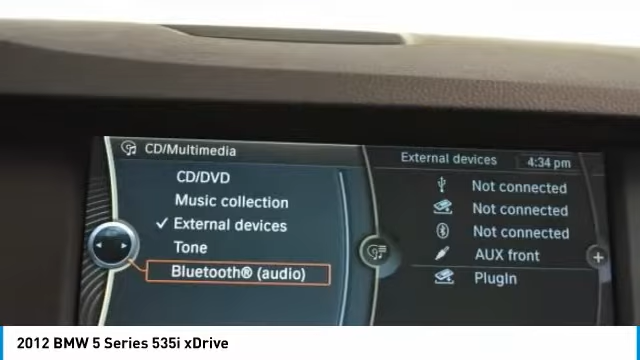 CD/Multimedia
CD/DVD
Music collection
✓ External devices
Tone
Bluetooth® (audio)
External devices 4:34 pm
Not connected
Not connected
Not connected
AUX front
PlugIn
2012 BMW 5 Series 535i xDrive